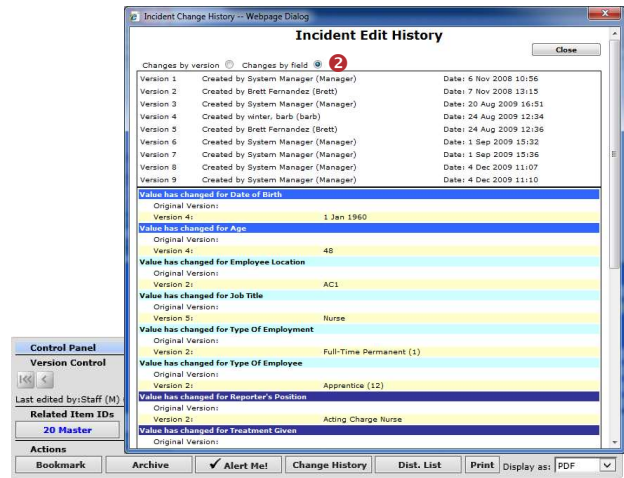 Incident Change History -- Webpage Dialog
Incident Edit History
Close
Changes by version Changes by field 2
Version 1 Created by System Manager (Manager) Date: 6 Nov 2008 10:56
Version 2 Created by Brett Fernandez (Brett) Date: 7 Nov 2008 13:15
Version 3 Created by System Manager (Manager) Date: 20 Aug 2009 16:51
Version 4 Created by winter, barb (barb) Date: 24 Aug 2009 12:34
Version 5 Created by Brett Fernandez (Brett) Date: 24 Aug 2009 12:36
Version 6 Created by System Manager (Manager) Date: 1 Sep 2009 15:32
Version 7 Created by System Manager (Manager) Date: 1 Sep 2009 15:36
Version 8 Created by System Manager (Manager) Date: 4 Dec 2009 11:07
Version 9 Created by System Manager (Manager) Date: 4 Dec 2009 11:10
Value has changed for Date of Birth
Original Version:
Version 4: 1 Jan 1960
Value has changed for Age
Original Version:
Version 4: 48
Value has changed for Employee Location
Original Version:
Version 2: AC1
Value has changed for Job Title
Original Version:
Version 5: Nurse
Value has changed for Type Of Employment
Original Version:
Version 2: Full-Time Permanent (1)
Value has changed for Type Of Employee
Original Version:
Version 2: Apprentice (12)
Value has changed for Reporter's Position
Original Version:
Version 2: Acting Charge Nurse
Value has changed for Treatment Given
Original Version:
Control Panel
Version Control
Last edited by:Staff (M)
Related Item IDs
20 Master
Actions
Bookmark Archive ✓ Alert Me! Change History Dist. List Print Display as: PDF